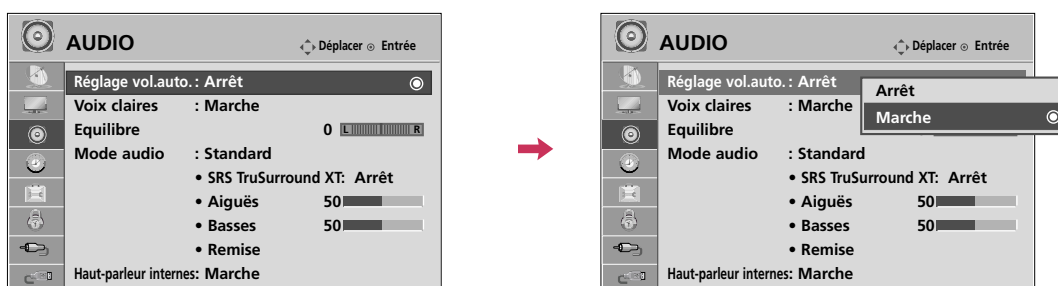 AUDIO
Déplacer
Entrée
Réglage vol.auto. : Arrêt
Voix claires : Marche
Equilibre 0 L R
Mode audio : Standard
• SRS TruSurround XT: Arrêt
• Aiguës 50
• Basses 50
• Remise
Haut-parleur internes: Marche
AUDIO
Déplacer
Entrée
Réglage vol.auto. : Arrêt
Arrêt
Marche
Voix claires : Marche
Equilibre
Mode audio : Standard
• SRS TruSurround XT: Arrêt
• Aiguës 50
• Basses 50
• Remise
Haut-parleur internes: Marche